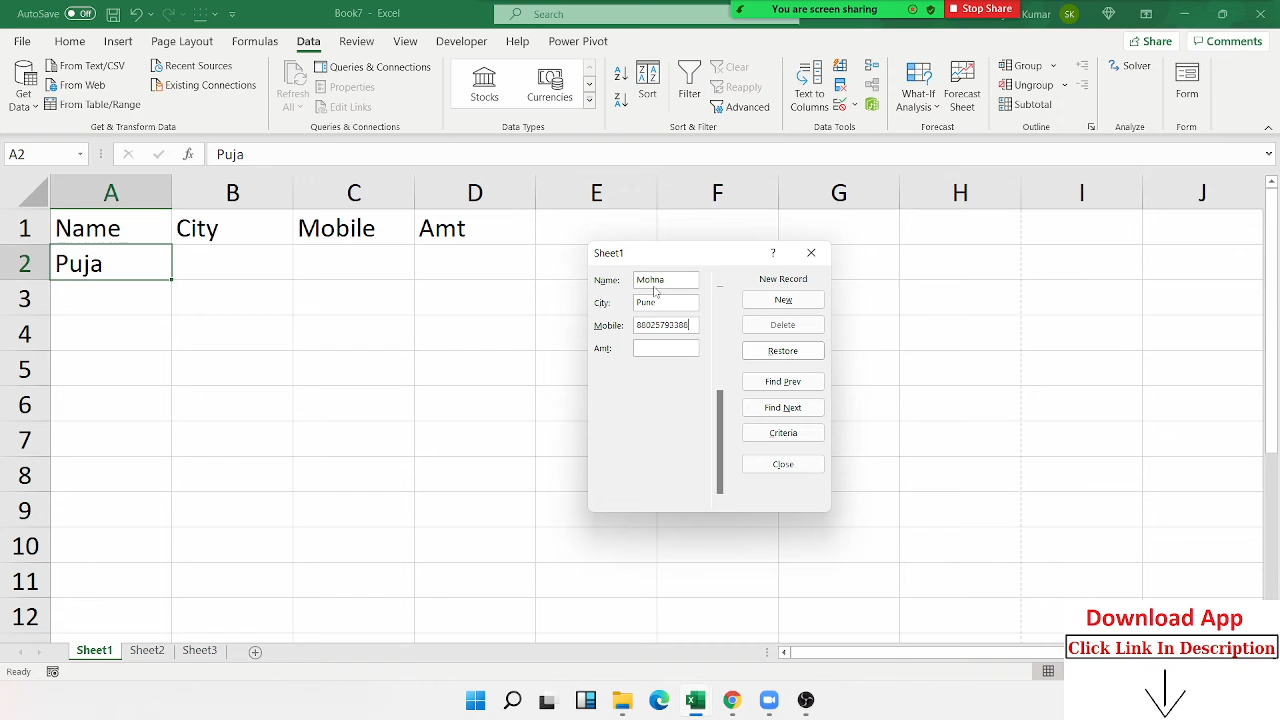 AutoSave Off Book7 - Excel Search You are screen sharing Stop Share Kumar SK
File Home Insert Page Layout Formulas Data Review View Developer Help Power Pivot Share Comments
Get Data From Text/CSV From Web From Table/Range Recent Sources Existing Connections
Get & Transform Data
Refresh All Queries & Connections Properties Edit Links
Queries & Connections
Stocks Currencies
Data Types
Sort Filter Clear Reapply Advanced
Sort & Filter
Text to Columns
Data Tools
What-If Analysis Forecast Sheet
Forecast
Group Ungroup Subtotal
Outline
Solver
Analyze
Form
Form
A2 fx Puja
A B C D E F G H I J
1 Name City Mobile Amt
2 Puja
3
4
5
6
7
8
9
10
11
12
Sheet1 ?
Name: Mohna New Record
City: Pune New
Mobile: 88025793388 Delete
Amt: Restore
Find Prev
Find Next
Criteria
Close
Download App
Click Link In Description
Sheet1 Sheet2 Sheet3
Ready